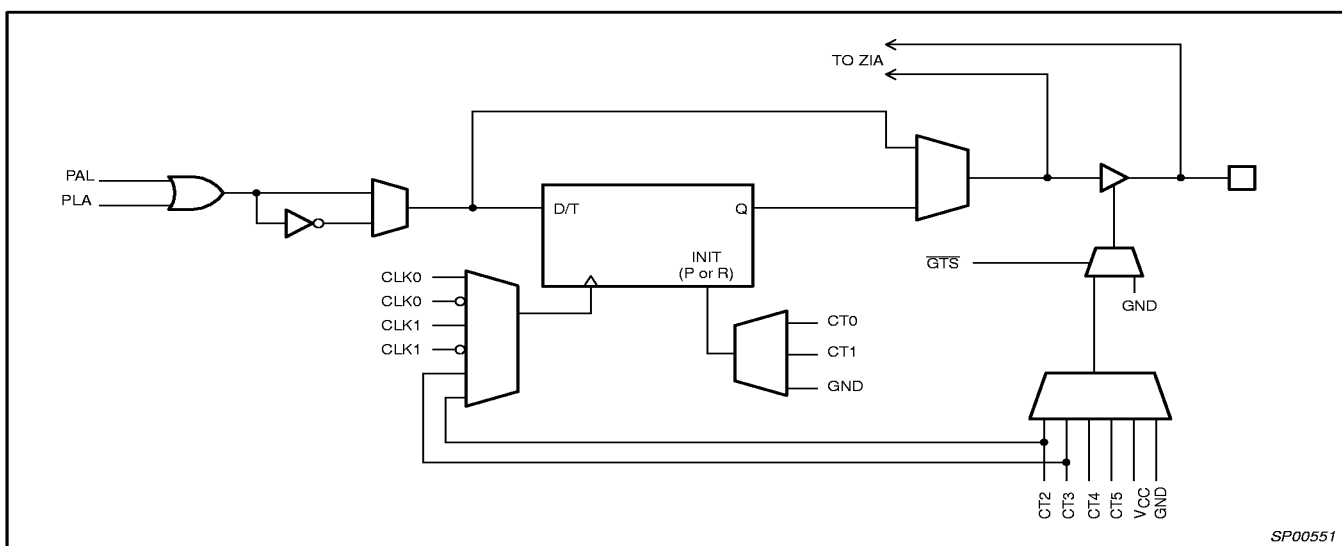 TO ZIA
PAL
PLA
D/T
Q
INIT
(P or R)
GTS
GND
CLK0
CLK0
CLK1
CLK1
CT0
CT1
GND
CT2
CT3
CT4
CT5
VCC
GND
SP00551